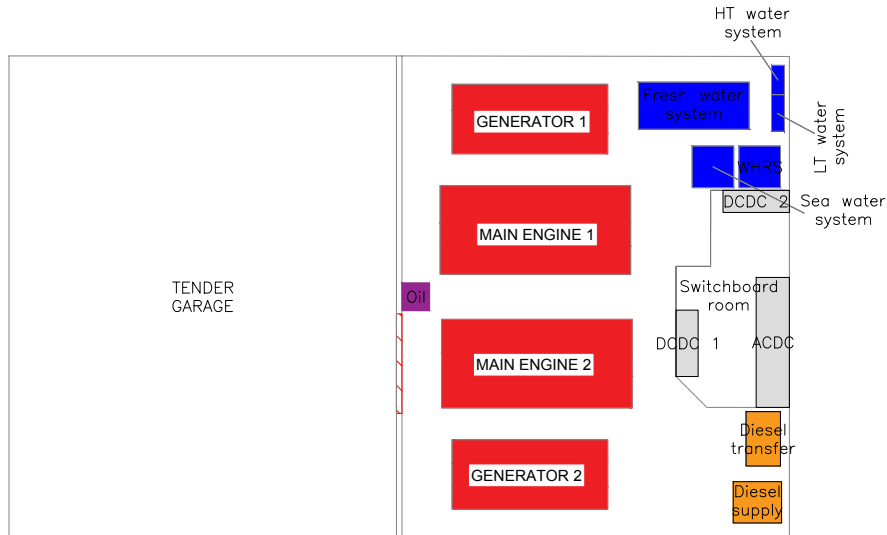 HT water
system
GENERATOR 1
Fresh water
system
LT water
system
WHRS
MAIN ENGINE 1
DCDC 2
Sea water
system
TENDER
GARAGE
Oil
Switchboard
room
DCDC 1
ACDC
MAIN ENGINE 2
Diesel
transfer
GENERATOR 2
Diesel
supply